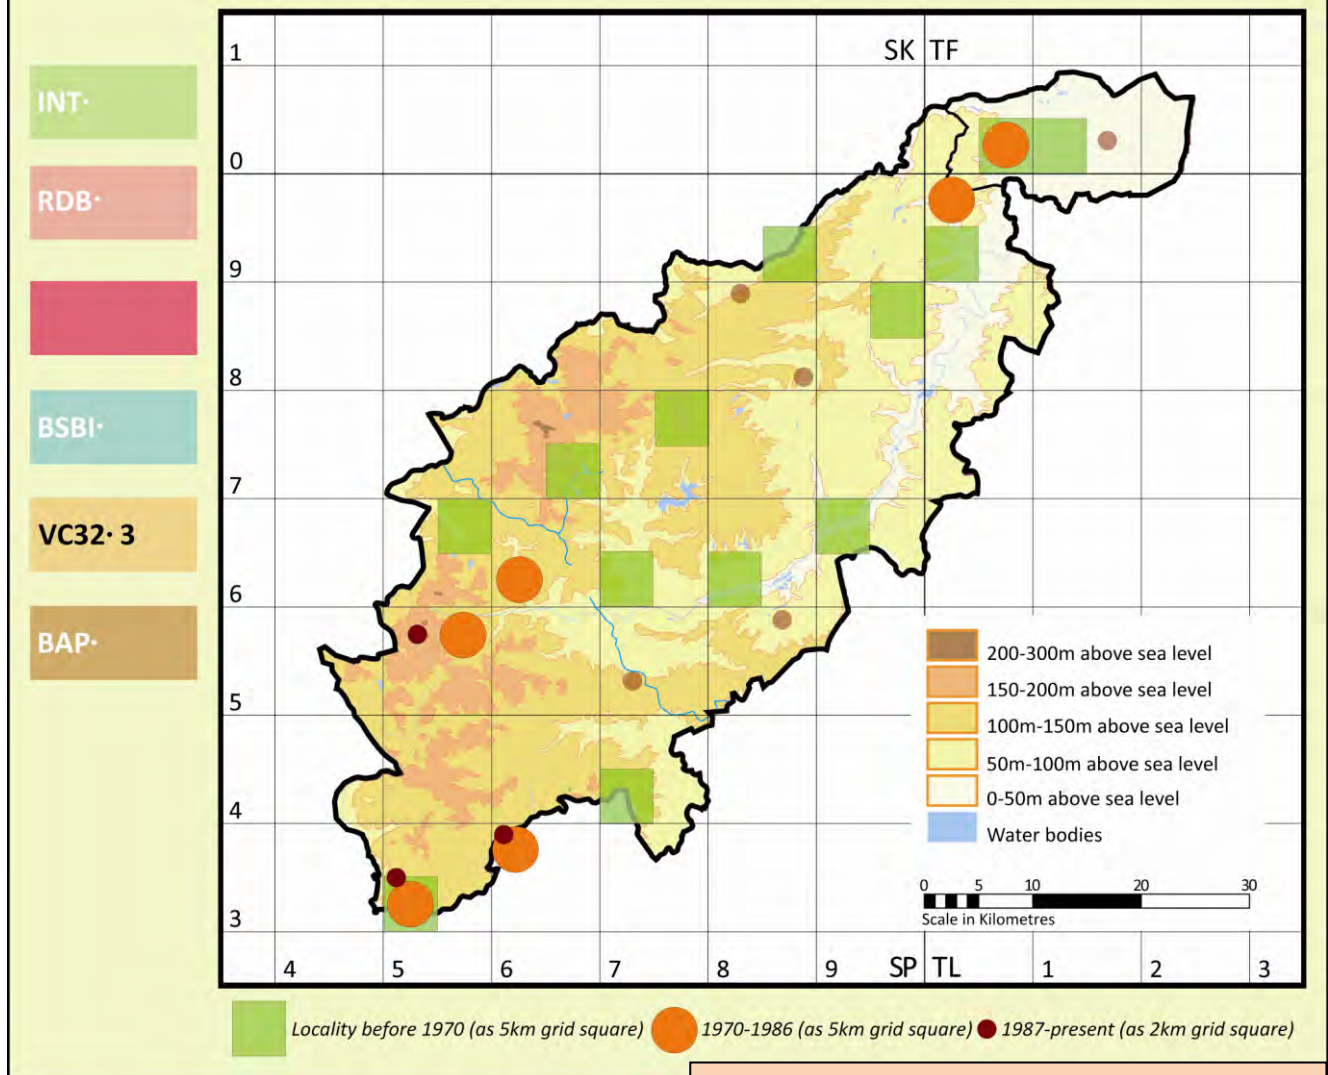 INT·
RDB·
BSBI·
VC32· 3
BAP·
SK TF
1
0
9
8
7
6
5
4
3
4 5 6 7 8 9 SP TL 1 2 3
200-300m above sea level
150-200m above sea level
100m-150m above sea level
50m-100m above sea level
0-50m above sea level
Water bodies
0 5 10 20 30
Scale in Kilometres
Locality before 1970 (as 5km grid square) 1970-1986 (as 5km grid square) 1987-present (as 2km grid square)